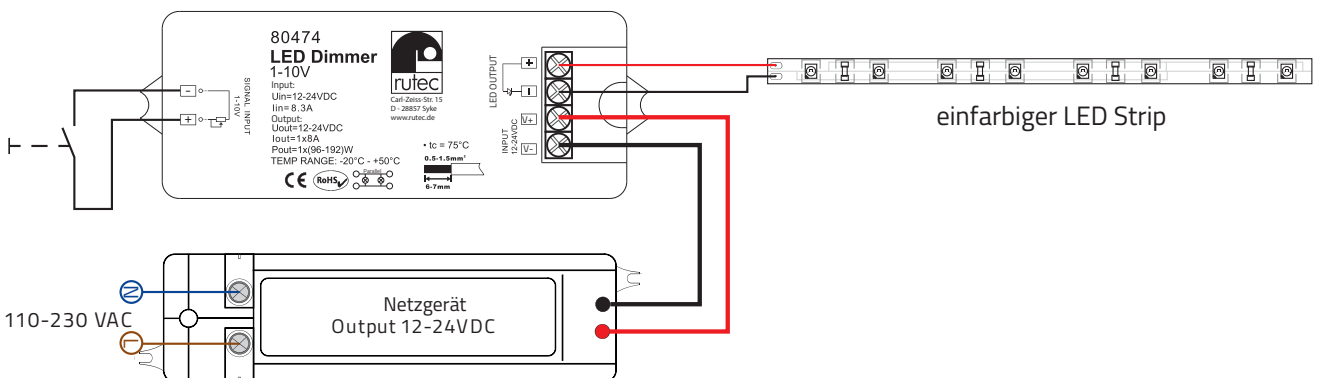 80474
LED Dimmer
1-10V
Input:
Uin=12-24VDC
Iin=8.3A
Output:
Uout=12-24VDC
Iout=1x8A
Pout=1x(96-192)W
TEMP RANGE: -20°C - +50°C
CE RoHS
Parallel
rutec
Carl-Zeiss-Str. 15
D - 28857 Syke
www.rutec.de
• tc = 75°C
0.5-1.5mm²
6-7mm
SIGNAL INPUT
1-10V
-
+
LED OUTPUT
+
-
INPUT
12-24VDC
V+
V-
einfarbiger LED Strip
110-230 VAC
N
L
Netzgerät
Output 12-24VDC